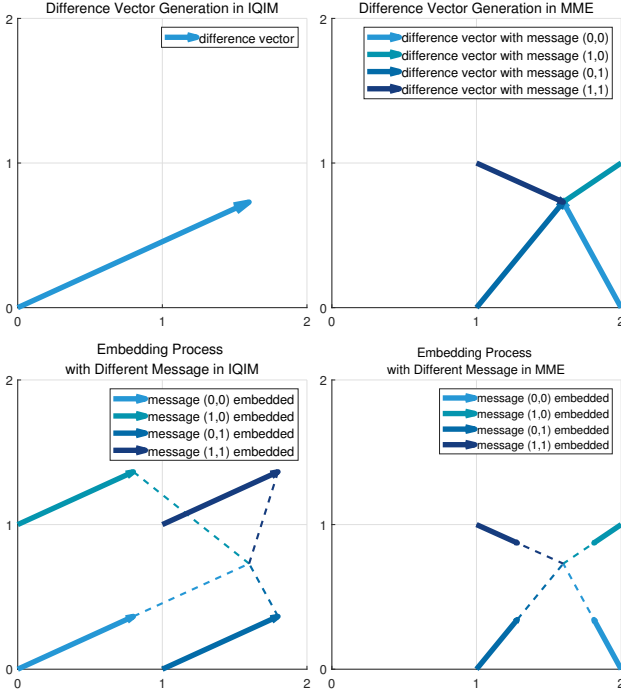 Difference Vector Generation in IQIM
difference vector
2
1
0
0
1
2
Difference Vector Generation in MME
difference vector with message (0,0)
difference vector with message (1,0)
difference vector with message (0,1)
difference vector with message (1,1)
2
1
0
0
1
2
Embedding Process
with Different Message in IQIM
message (0,0) embedded
message (1,0) embedded
message (0,1) embedded
message (1,1) embedded
2
1
0
0
1
2
Embedding Process
with Different Message in MME
message (0,0) embedded
message (1,0) embedded
message (0,1) embedded
message (1,1) embedded
2
1
0
0
1
2